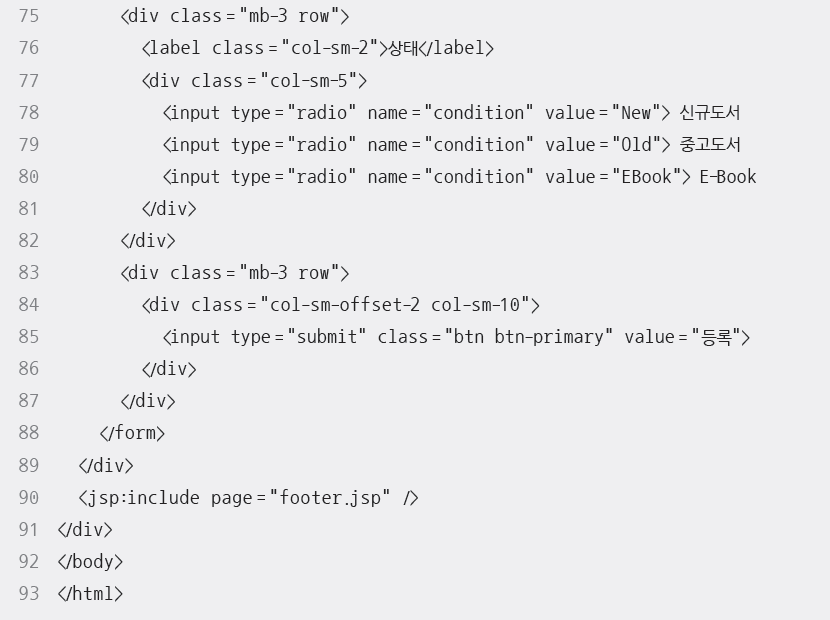 75 <div class="mb-3 row">
76 <label class="col-sm-2">상태</label>
77 <div class="col-sm-5">
78 <input type="radio" name="condition" value="New"> 신규도서
79 <input type="radio" name="condition" value="Old"> 중고도서
80 <input type="radio" name="condition" value="EBook"> E-Book
81 </div>
82 </div>
83 <div class="mb-3 row">
84 <div class="col-sm-offset-2 col-sm-10">
85 <input type="submit" class="btn btn-primary" value="등록">
86 </div>
87 </div>
88 </form>
89 </div>
90 <jsp:include page="footer.jsp" />
91 </div>
92 </body>
93 </html>